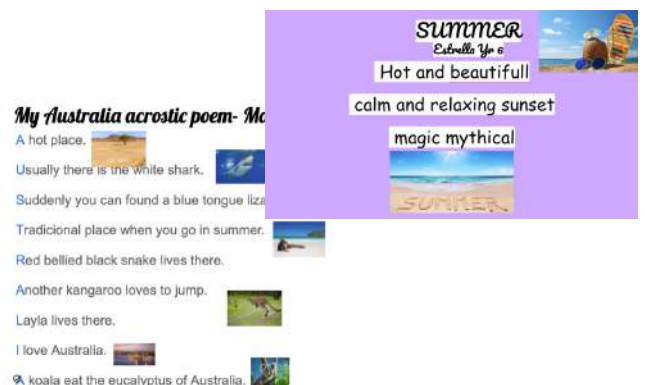 SUMMER
Estrella Yr 6
Hot and beautifull
calm and relaxing sunset
magic mythical
SUMMER
My Australia acrostic poem-
A hot place.
Usually there is the white shark.
Suddenly you can found a blue tongue
Tradicional place when you go in summer.
Red bellied black snake lives there.
Another kangaroo loves to jump.
Layla lives there.
I love Australia.
A koala eat the eucalyptus of Australia.